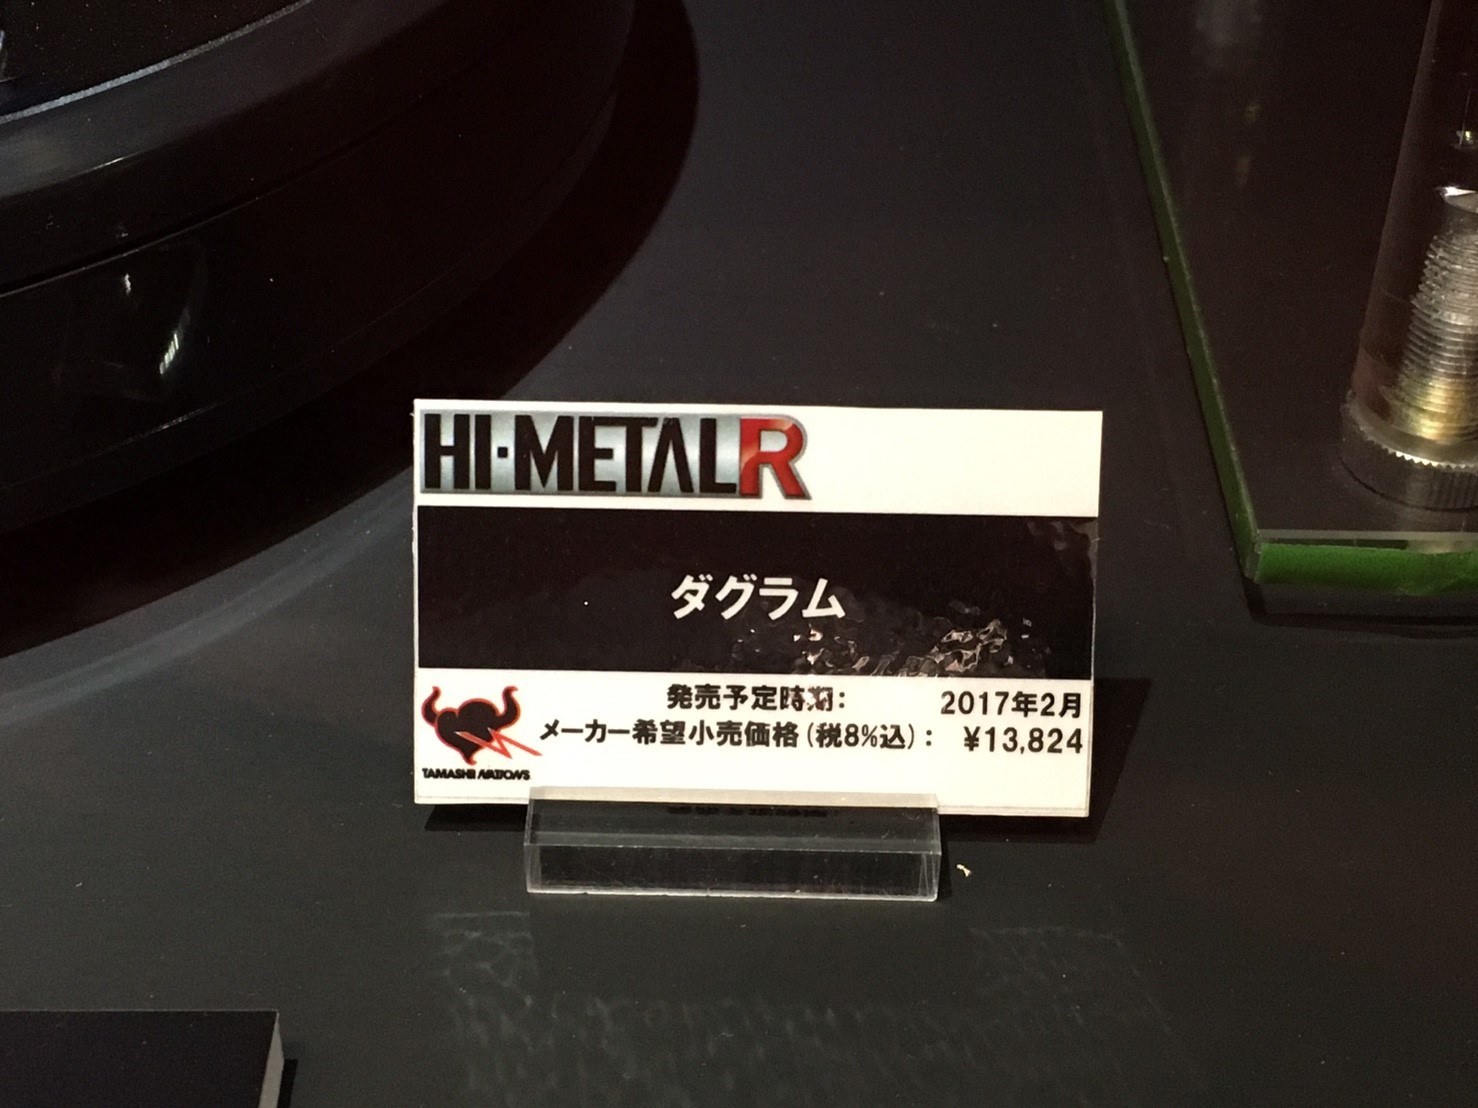 HI-METAL R
ダグラム
発売予定時期： 2017年2月
メーカー希望小売価格（税8%込）： ¥13,824
TAMASHII NATIONS